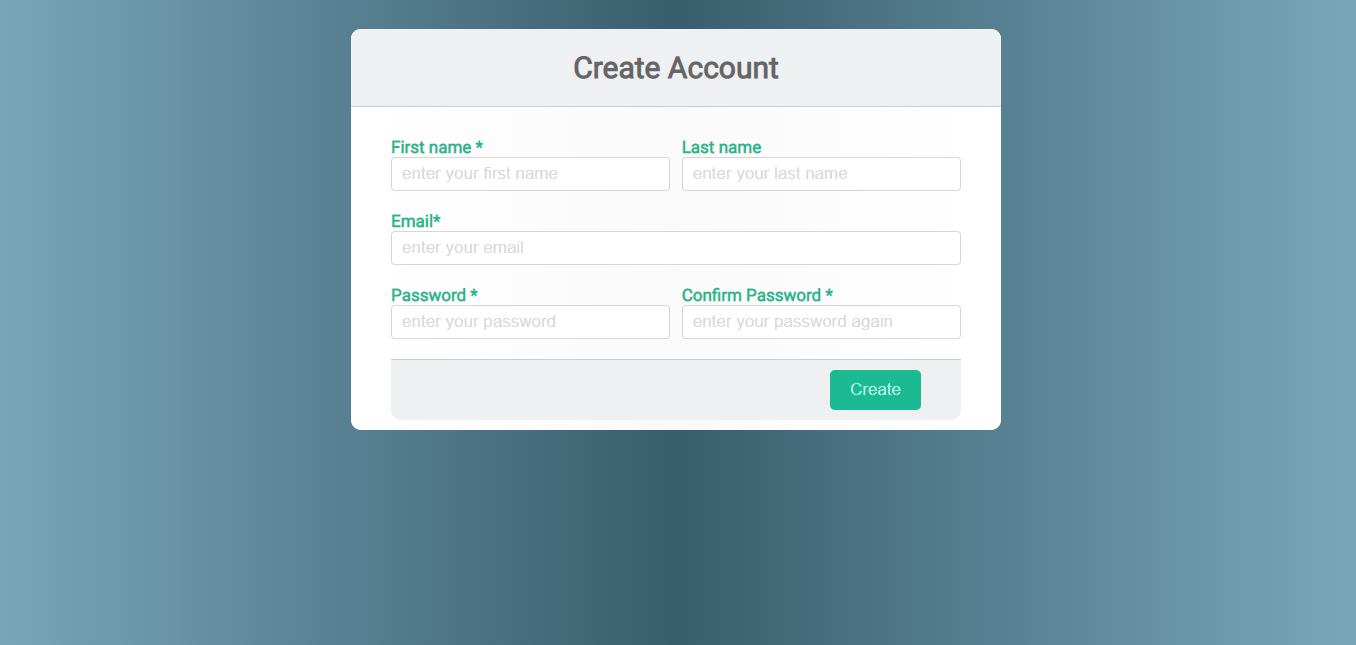 Create Account
First name * Last name
enter your first name enter your last name
Email*
enter your email
Password * Confirm Password *
enter your password enter your password again
Create